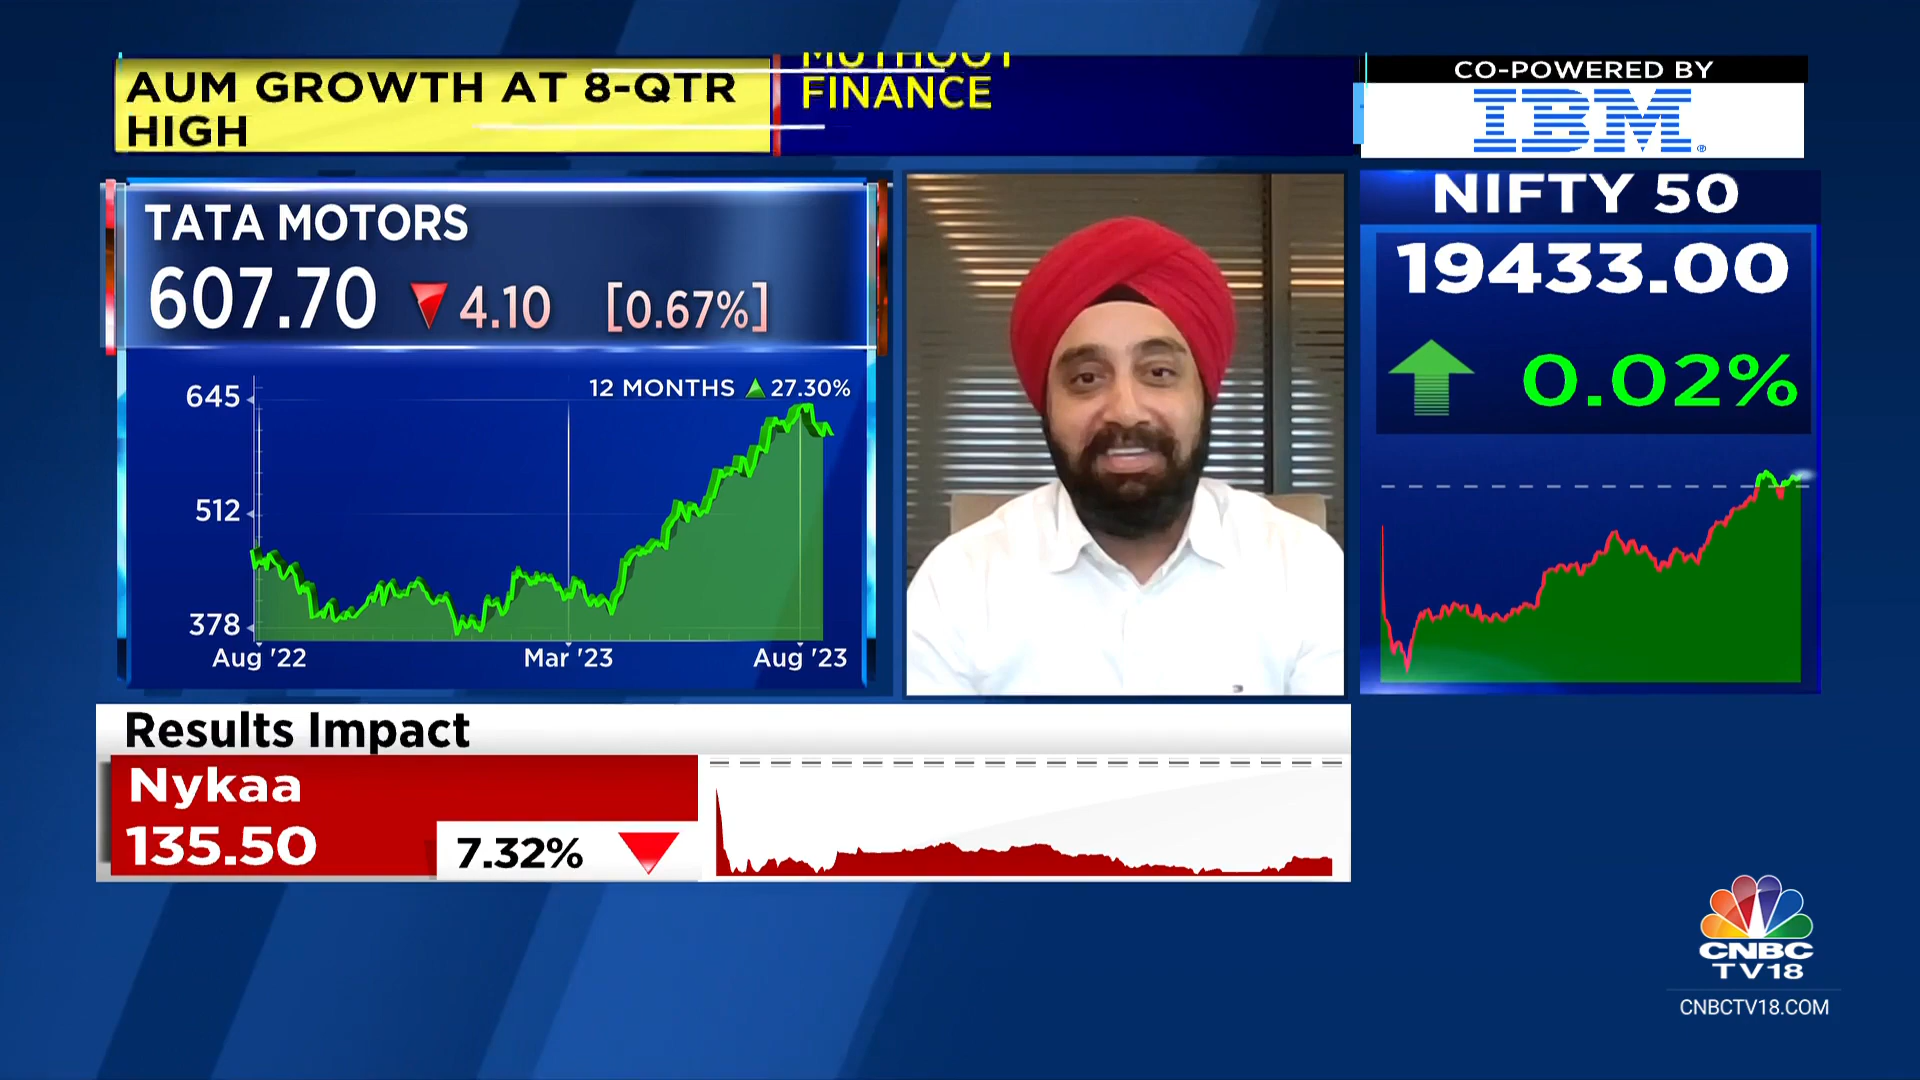 AUM GROWTH AT 8-QTR
HIGH
MUTHOOT
FINANCE
CO-POWERED BY
IBM®
TATA MOTORS
607.70 ▼ 4.10 [0.67%]
12 MONTHS ▲ 27.30%
645
512
378
Aug '22 Mar '23 Aug '23
NIFTY 50
19433.00
0.02%
Results Impact
Nykaa
135.50
7.32%
CNBC
TV18
CNBCTV18.COM